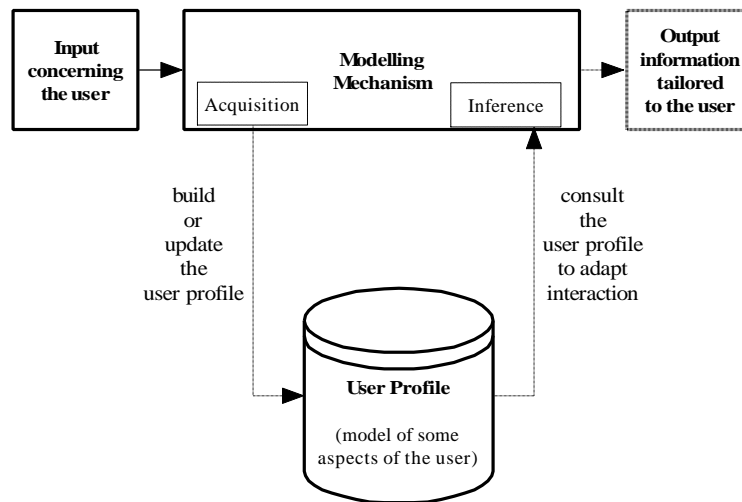 Input
concerning
the user
Modelling
Mechanism
Acquisition
Inference
Output
information
tailored
to the user
build
or
update
the
user profile
consult
the
user profile
to adapt
interaction
User Profile
(model of some
aspects of the user)